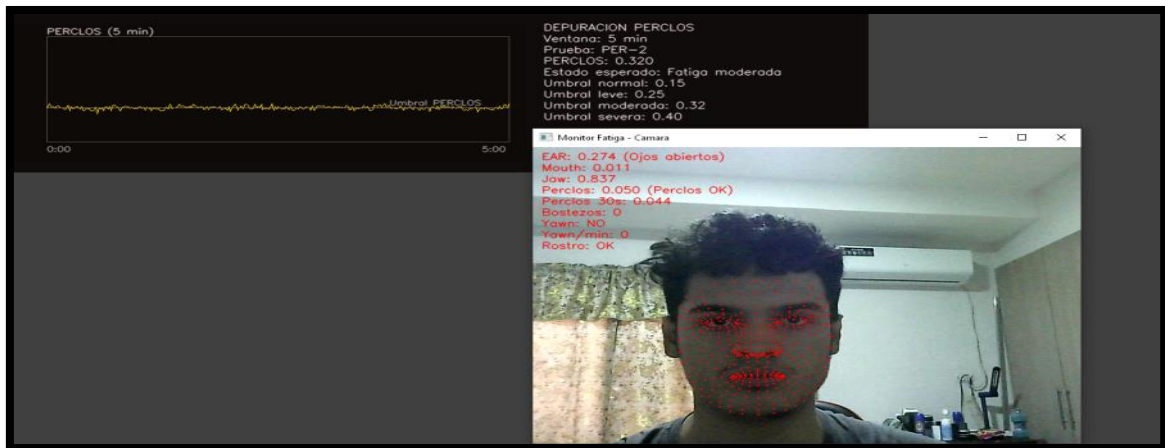 PERCLOS (5 min)
Umbral PERCLOS
0:00
5:00
DEPURACION PERCLOS
Ventana: 5 min
Prueba: PER-2
PERCLOS: 0.320
Estado esperado: Fatiga moderada
Umbral normal: 0.15
Umbral leve: 0.25
Umbral moderada: 0.32
Umbral severa: 0.40
Monitor Fatiga - Camara
EAR: 0.274 (Ojos abiertos)
Mouth: 0.011
Jaw: 0.837
Perclos: 0.050 (Perclos OK)
Perclos 30s: 0.044
Bostezos: 0
Yawn: NO
Yawn/min: 0
Rostro: OK